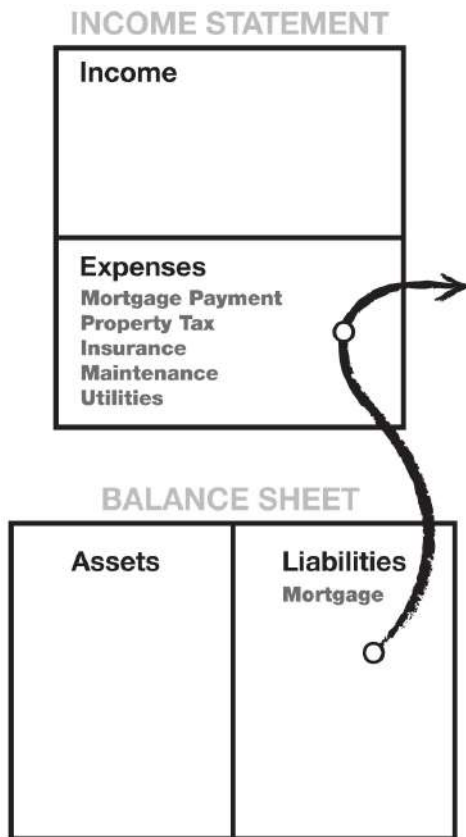 INCOME STATEMENT
Income
Expenses
Mortgage Payment
Property Tax
Insurance
Maintenance
Utilities
BALANCE SHEET
Assets
Liabilities
Mortgage